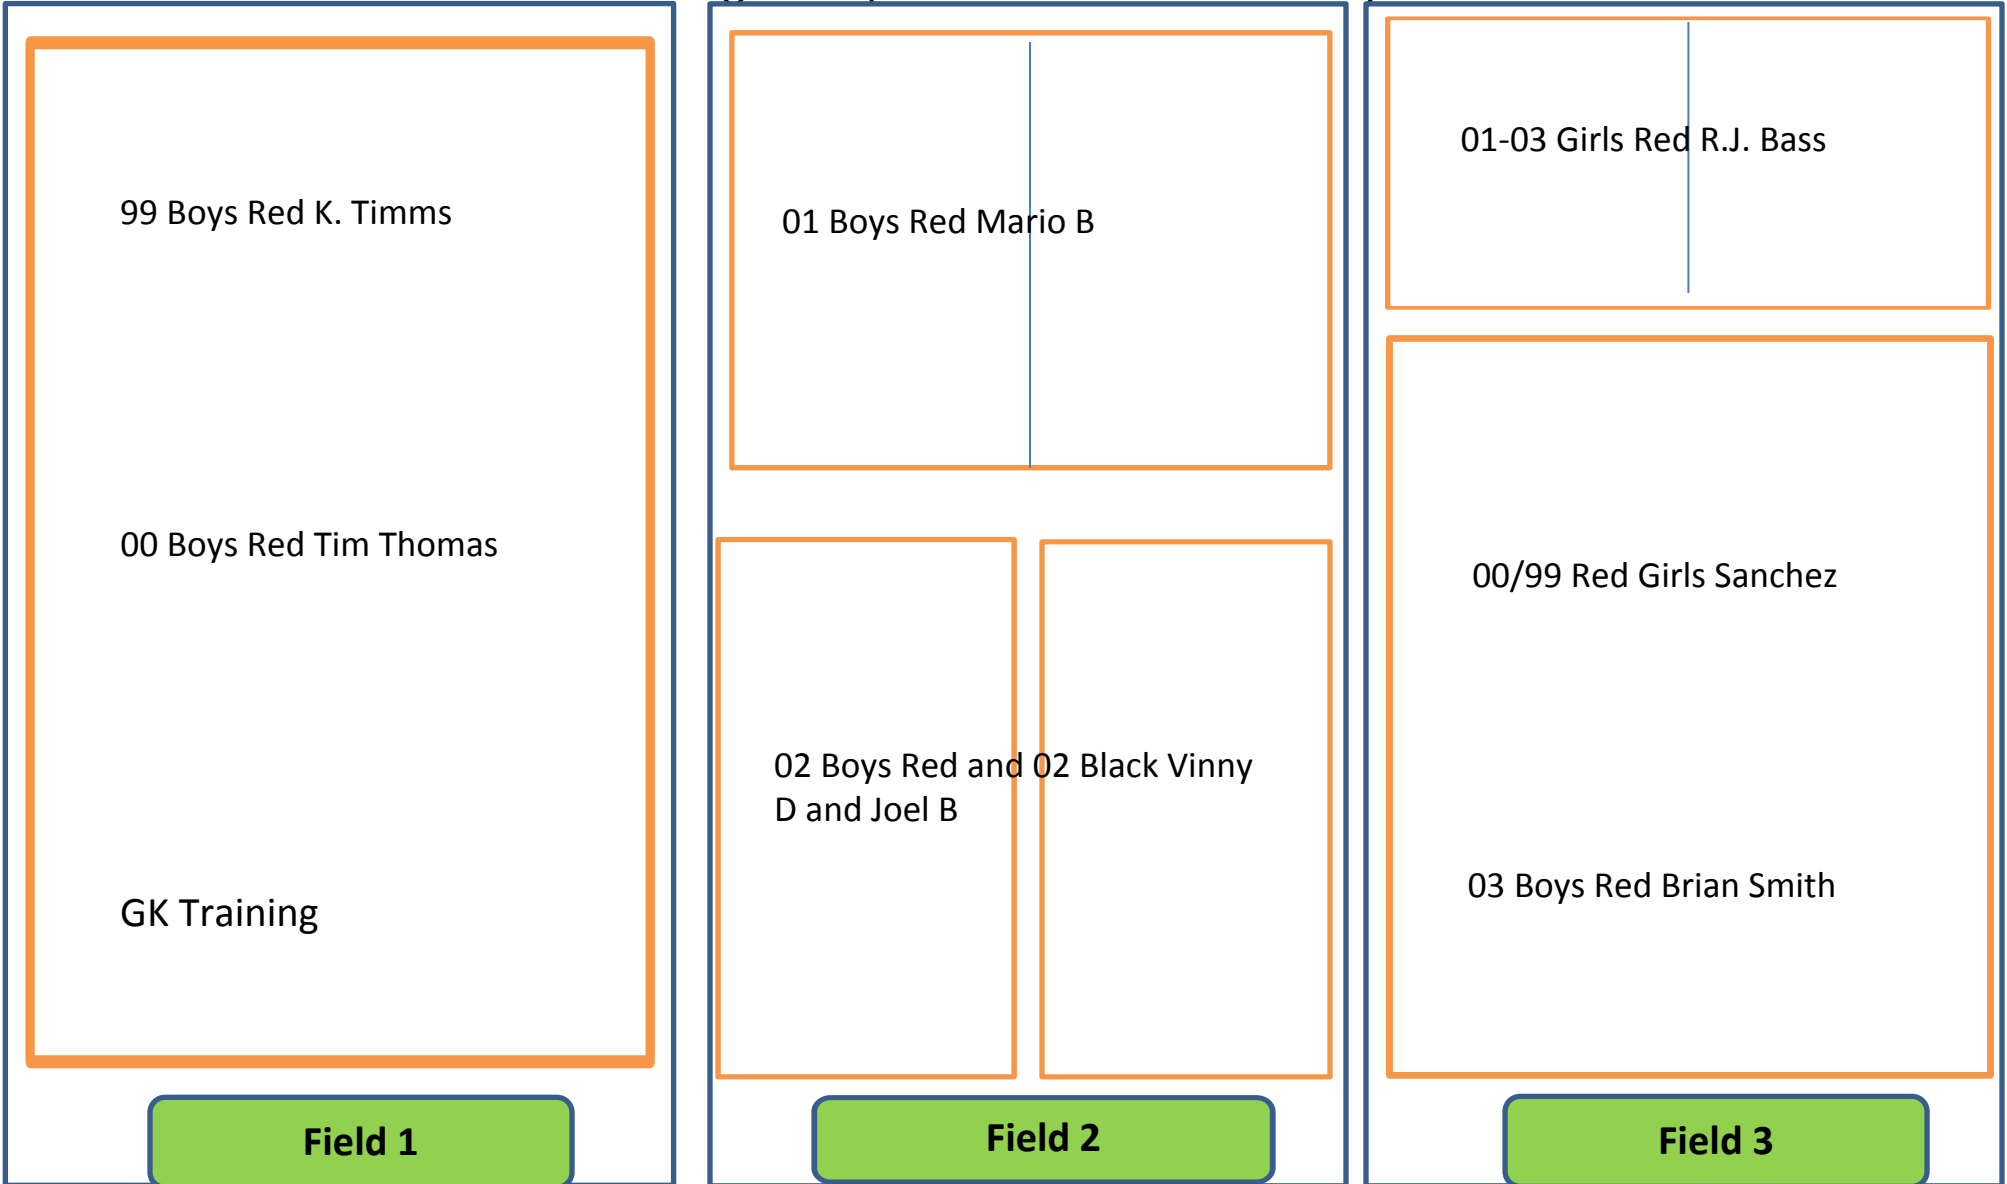 99 Boys Red K. Timms
00 Boys Red Tim Thomas
GK Training
Field 1
01 Boys Red Mario B
02 Boys Red and 02 Black Vinny
D and Joel B
Field 2
01-03 Girls Red R.J. Bass
00/99 Red Girls Sanchez
03 Boys Red Brian Smith
Field 3